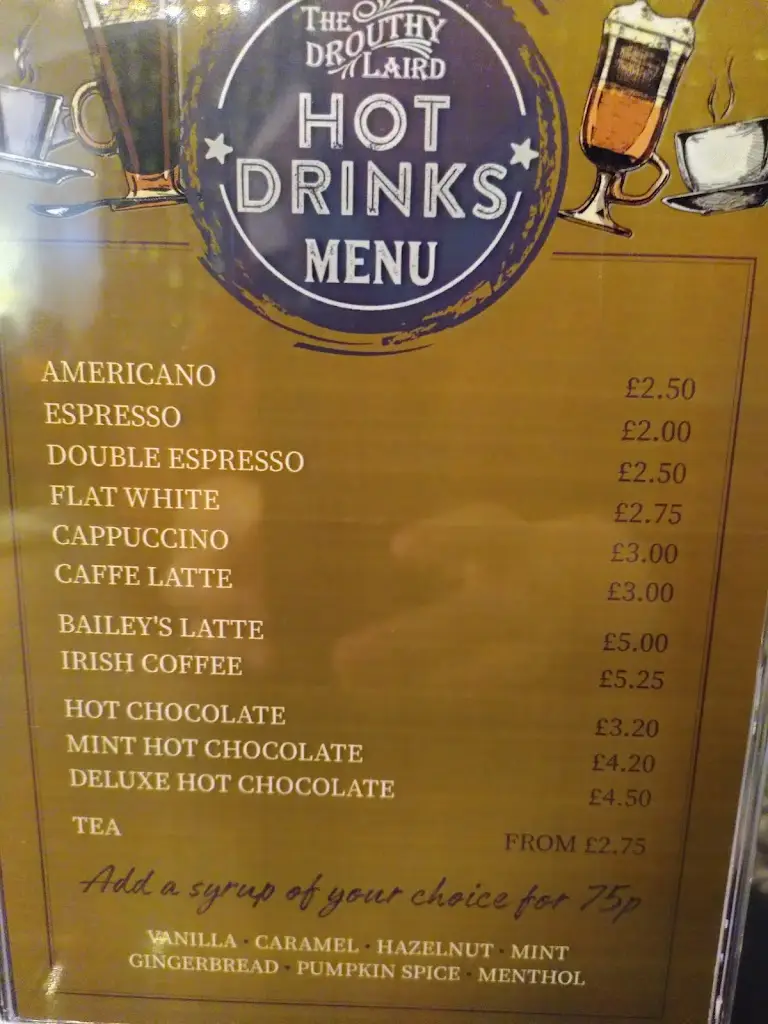 THE
DROUTHY
LAIRD
HOT
DRINKS
MENU
AMERICANO £2.50
ESPRESSO £2.00
DOUBLE ESPRESSO £2.50
FLAT WHITE £2.75
CAPPUCCINO £3.00
CAFFE LATTE £3.00
BAILEY'S LATTE £5.00
IRISH COFFEE £5.25
HOT CHOCOLATE £3.20
MINT HOT CHOCOLATE £4.20
DELUXE HOT CHOCOLATE £4.50
TEA FROM £2.75
Add a syrup of your choice for 75p
VANILLA · CARAMEL · HAZELNUT · MINT
GINGERBREAD · PUMPKIN SPICE · MENTHOL